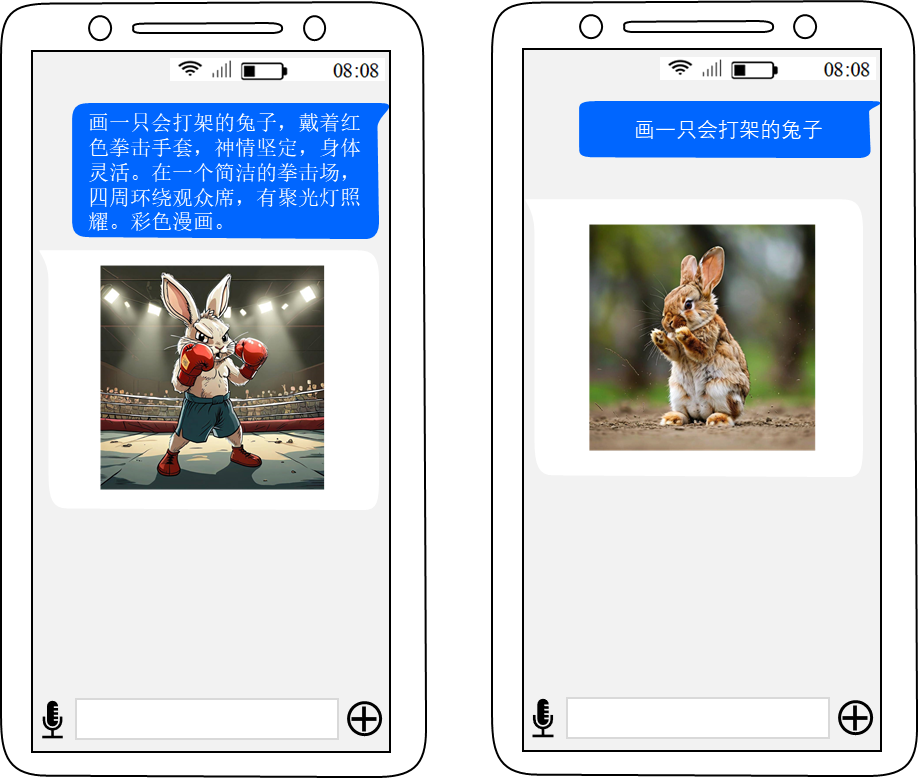 08:08
画一只会打架的兔子，戴着红
色拳击手套，神情坚定，身体
灵活。在一个简洁的拳击场，
四周环绕观众席，有聚光灯照
耀。彩色漫画。
08:08
画一只会打架的兔子